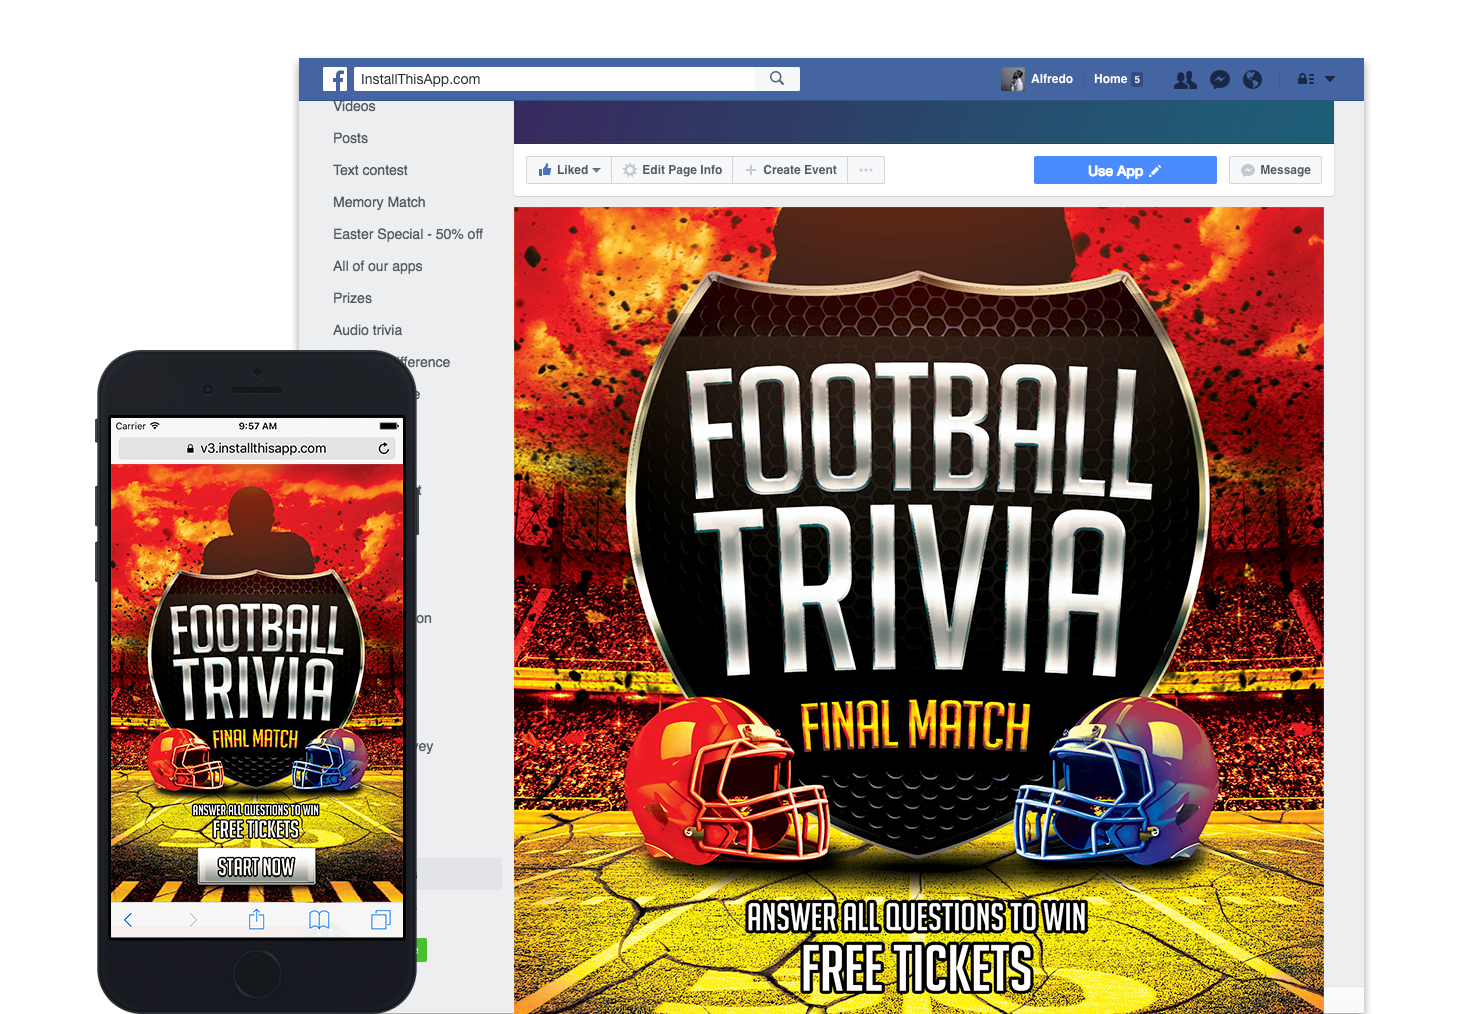 InstallThisApp.com
Alfredo
Home 5
Videos
Posts
Text contest
Memory Match
Easter Special - 50% off
All of our apps
Prizes
Audio trivia
Liked
Edit Page Info
Create Event
Use App
Message
FOOTBALL
TRIVIA
FINAL MATCH
ANSWER ALL QUESTIONS TO WIN
FREE TICKETS
Carrier
9:57 AM
v3.installthisapp.com
FOOTBALL
TRIVIA
FINAL MATCH
ANSWER ALL QUESTIONS TO WIN
FREE TICKETS
START NOW